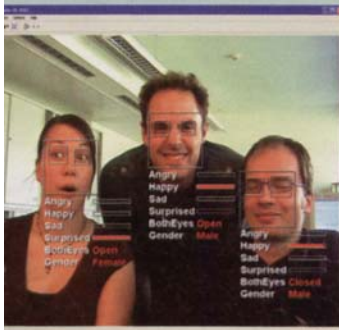 Angry
Happy
Sad
Surprised
BothEyes Open
Gender Female
Angry
Happy
Sad
Surprised
BothEyes Open
Gender Male
Angry
Happy
Sad
Surprised
BothEyes Closed
Gender Male